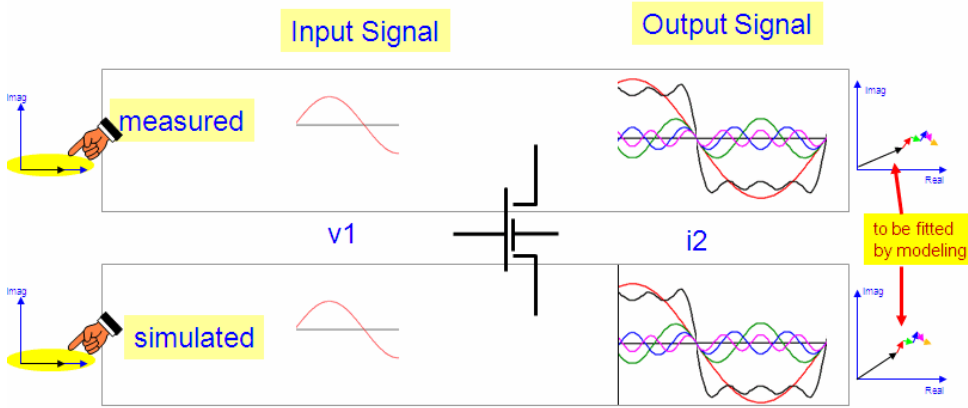 Input Signal
Output Signal
Imag
measured
Imag
Real
v1
i2
to be fitted
by modeling
Imag
simulated
Imag
Real